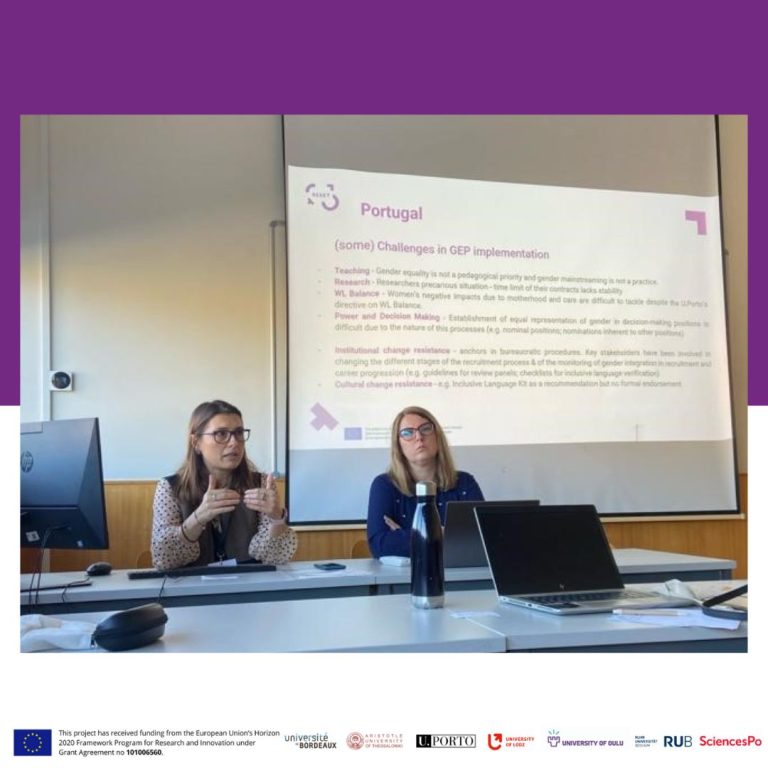 RESET
Portugal
(some) Challenges in GEP implementation
- Teaching - Gender equality is not a pedagogical priority and gender mainstreaming is not a practice.
- Research - Researchers precarious situation - time limit of their contracts lacks stability
- WL Balance - Women's negative impacts due to motherhood and care are difficult to tackle despite the U.Porto's
directive on WL Balance.
- Power and Decision Making - Establishment of equal representation of gender in decision-making positions is
difficult due to the nature of this processes (e.g. nominal positions; nominations inherent to other positions)
- Institutional change resistance - anchors in bureaucratic procedures. Key stakeholders have been involved in
changing the different stages of the recruitment process & of the monitoring of gender integration in recruitment and
career progression (e.g. guidelines for review panels; checklists for inclusive language verification)
- Cultural change resistance - e.g. Inclusive Language Kit as a recommendation but no formal endorsement.
hp
This project has received funding from the European Union's Horizon
2020 Framework Program for Research and Innovation under
Grant Agreement no 101006560.
université
de BORDEAUX
ARISTOTLE
UNIVERSITY
OF THESSALONIKI
U.PORTO
UNIVERSITY
OF LODZ
UNIVERSITY OF OULU
RUHR
UNIVERSITÄT
BOCHUM
RUB
SciencesPo